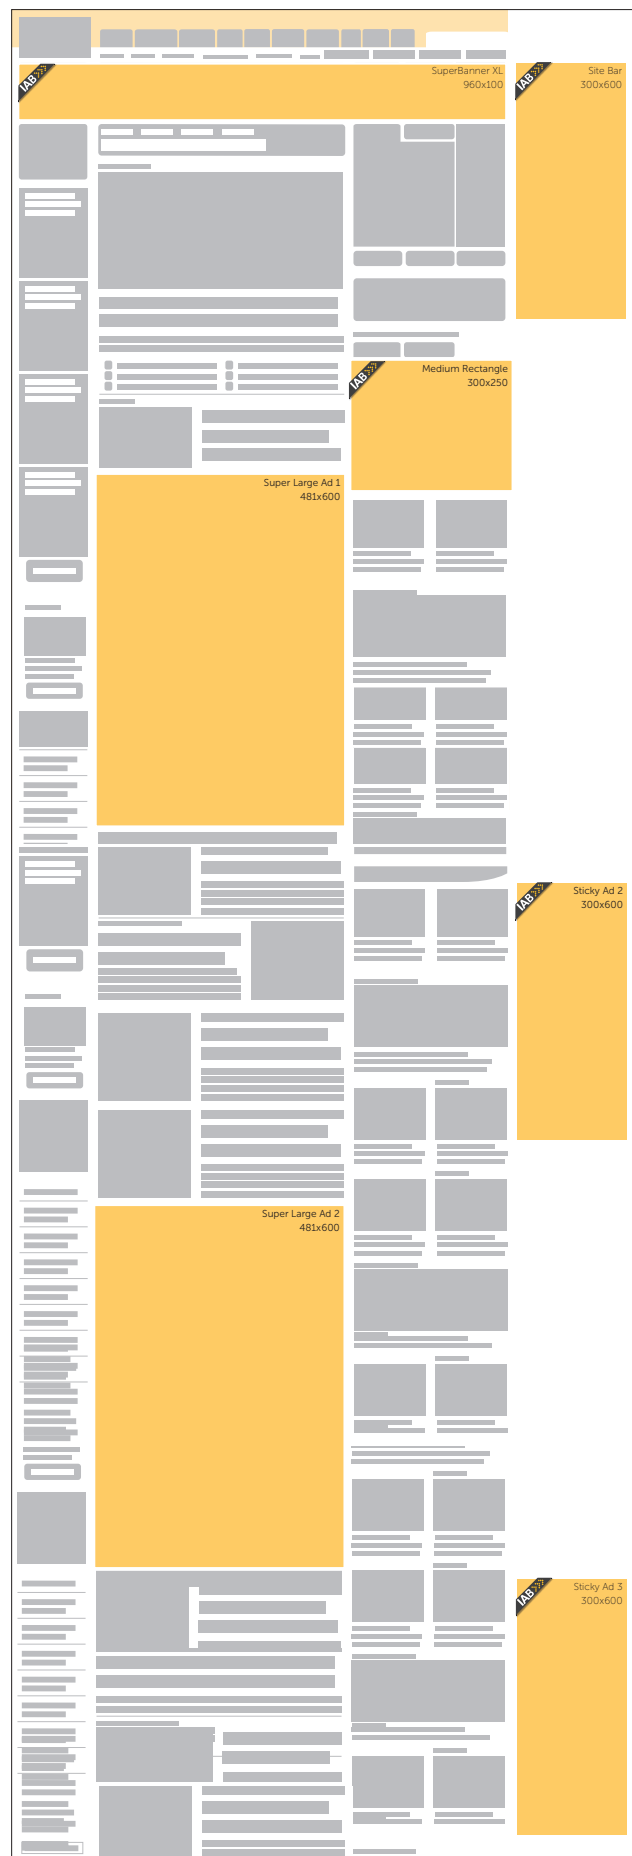 IAB
SuperBanner XL
960x100
IAB
Site Bar
300x600
IAB
Medium Rectangle
300x250
Super Large Ad 1
481x600
IAB
Sticky Ad 2
300x600
Super Large Ad 2
481x600
IAB
Sticky Ad 3
300x600